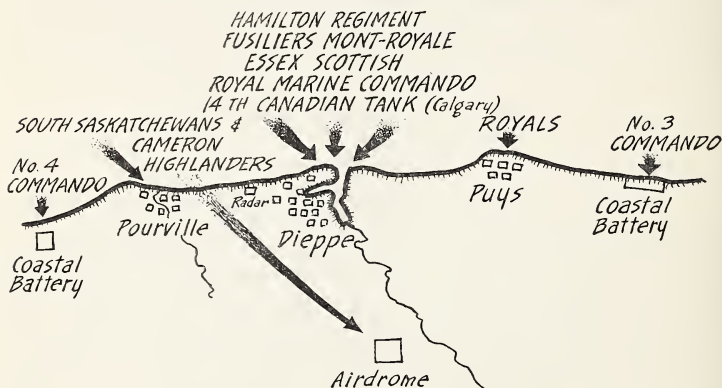 HAMILTON REGIMENT
FUSILIERS MONT-ROYALE
ESSEX SCOTTISH
ROYAL MARINE COMMANDO
14 TH CANADIAN TANK (Calgary)
SOUTH SASKATCHEWANS &
CAMERON
HIGHLANDERS
ROYALS
No. 3
COMMANDO
No. 4
COMMANDO
Radar
Pourville
Dieppe
Puys
Coastal
Battery
Coastal
Battery
Airdrome